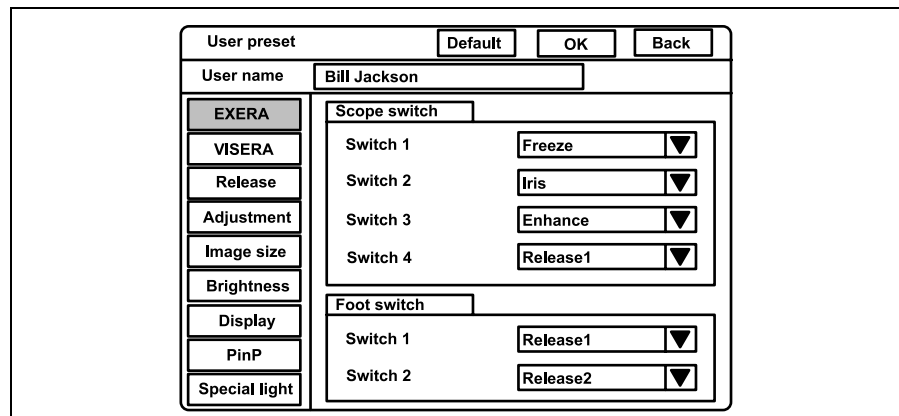 User preset Default OK Back
User name Bill Jackson
EXERA
VISERA
Release
Adjustment
Image size
Brightness
Display
PinP
Special light
Scope switch
Switch 1 Freeze
Switch 2 Iris
Switch 3 Enhance
Switch 4 Release1
Foot switch
Switch 1 Release1
Switch 2 Release2